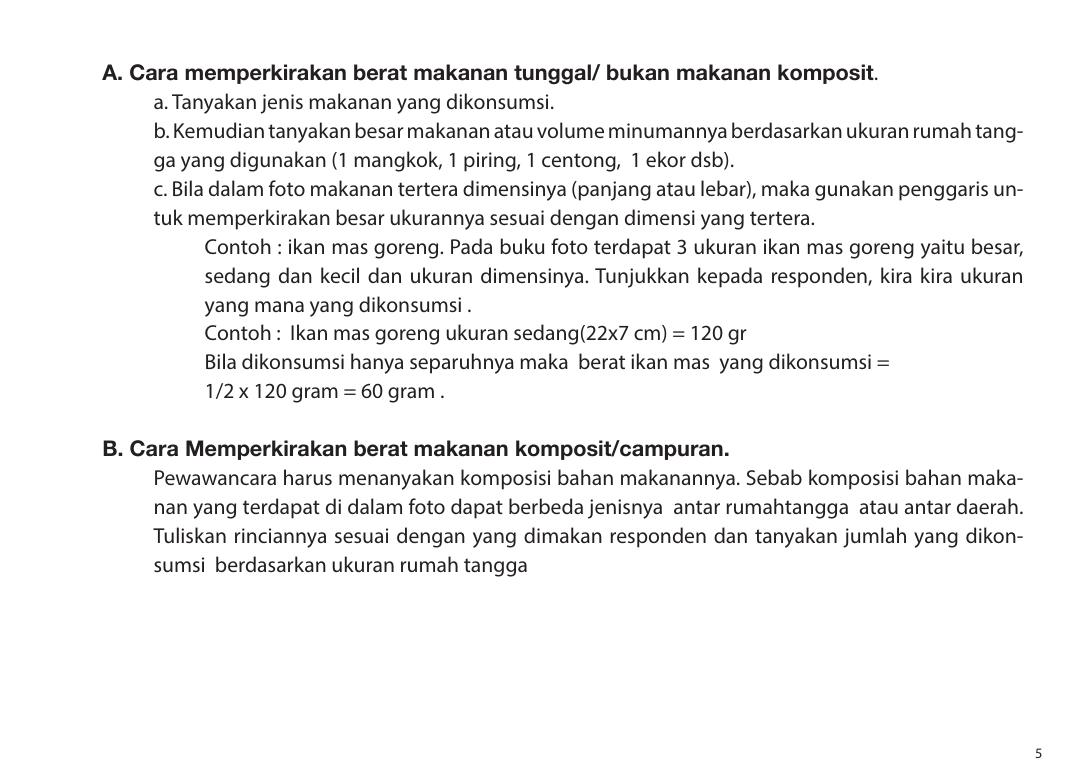 A. Cara memperkirakan berat makanan tunggal/ bukan makanan komposit.
a. Tanyakan jenis makanan yang dikonsumsi.
b. Kemudian tanyakan besar makanan atau volume minumannya berdasarkan ukuran rumah tang-
ga yang digunakan (1 mangkok, 1 piring, 1 centong, 1 ekor dsb).
c. Bila dalam foto makanan tertera dimensinya (panjang atau lebar), maka gunakan penggaris un-
tuk memperkirakan besar ukurannya sesuai dengan dimensi yang tertera.
Contoh : ikan mas goreng. Pada buku foto terdapat 3 ukuran ikan mas goreng yaitu besar,
sedang dan kecil dan ukuran dimensinya. Tunjukkan kepada responden, kira kira ukuran
yang mana yang dikonsumsi .
Contoh : Ikan mas goreng ukuran sedang(22x7 cm) = 120 gr
Bila dikonsumsi hanya separuhnya maka berat ikan mas yang dikonsumsi =
1/2 x 120 gram = 60 gram .
B. Cara Memperkirakan berat makanan komposit/campuran.
Pewawancara harus menanyakan komposisi bahan makanannya. Sebab komposisi bahan maka-
nan yang terdapat di dalam foto dapat berbeda jenisnya antar rumahtangga atau antar daerah.
Tuliskan rinciannya sesuai dengan yang dimakan responden dan tanyakan jumlah yang dikon-
sumsi berdasarkan ukuran rumah tangga
5